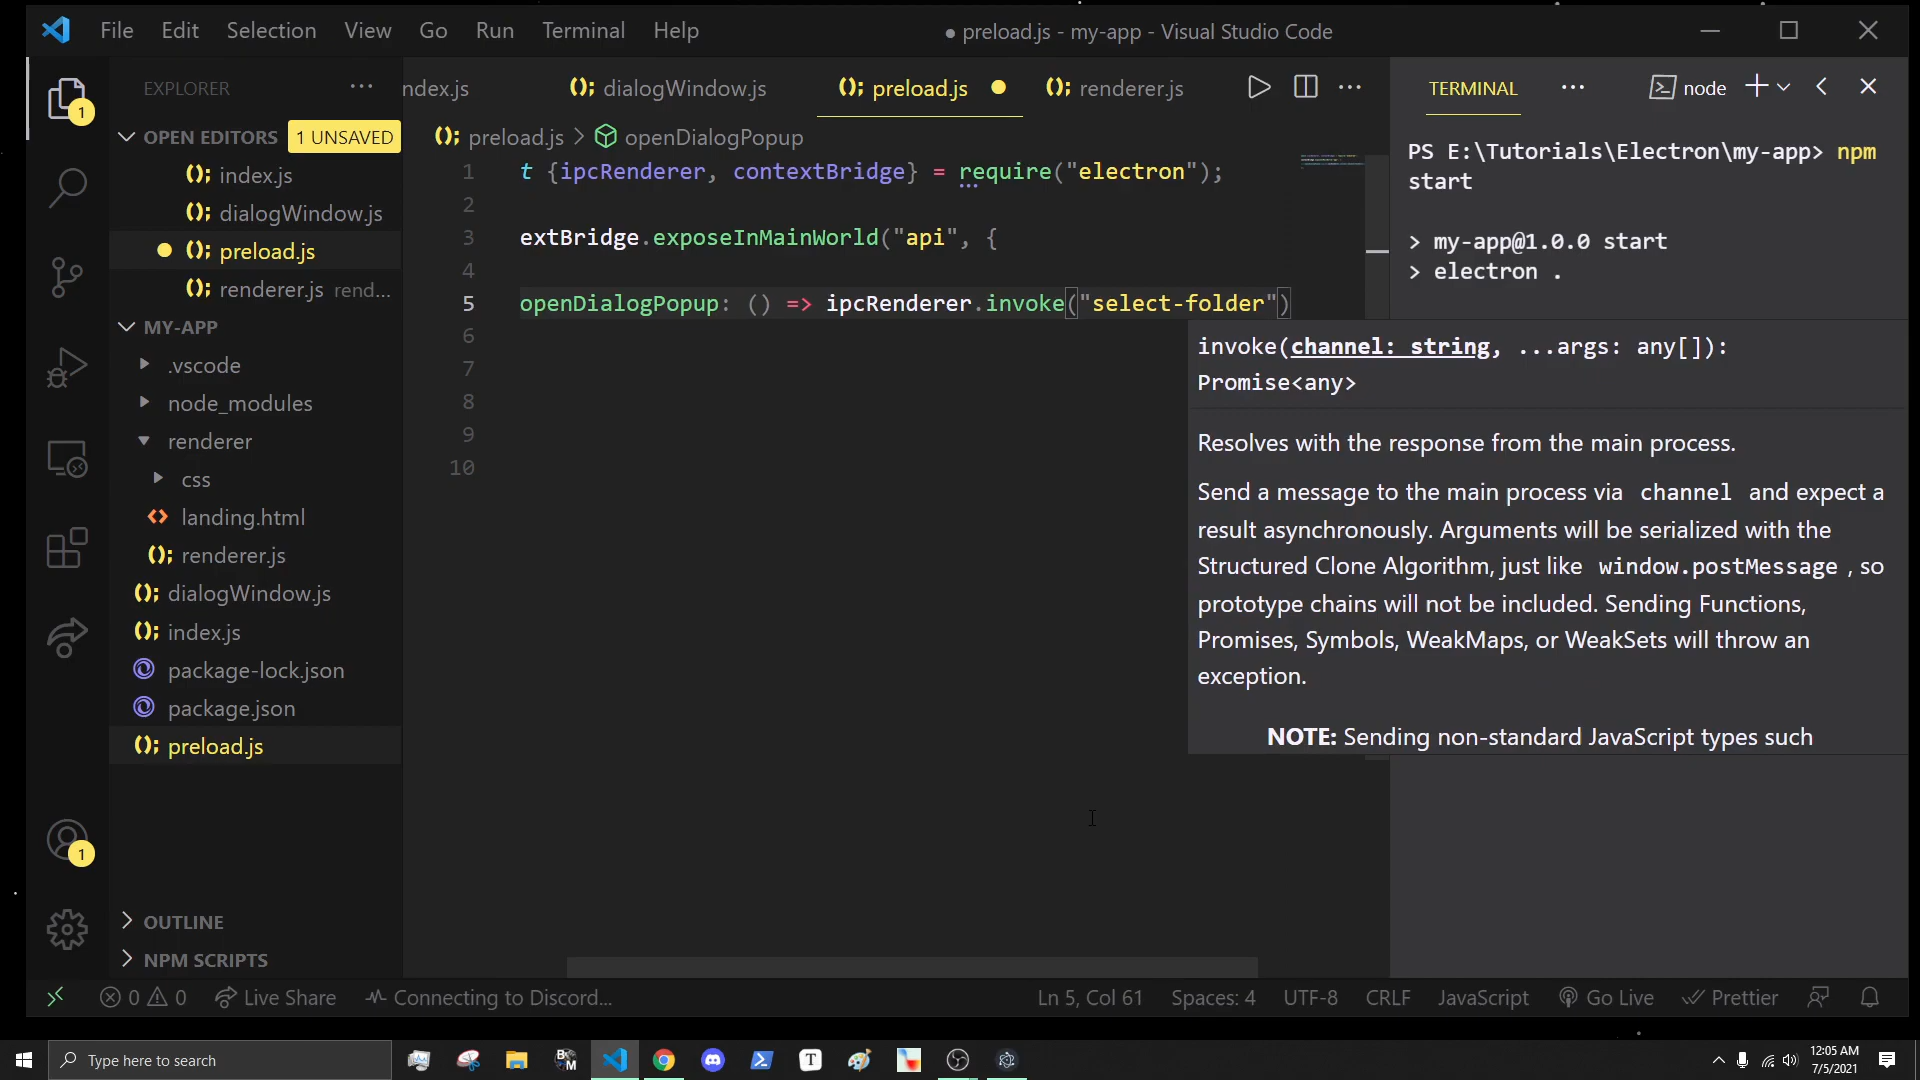 File Edit Selection View Go Run Terminal Help
● preload.js - my-app - Visual Studio Code
EXPLORER ···
OPEN EDITORS 1 UNSAVED
index.js
dialogWindow.js
preload.js
renderer.js rend...
MY-APP
.vscode
node_modules
renderer
css
landing.html
renderer.js
dialogWindow.js
index.js
package-lock.json
package.json
preload.js
OUTLINE
NPM SCRIPTS
1
1
ndex.js dialogWindow.js preload.js renderer.js
preload.js > openDialogPopup
1 t {ipcRenderer, contextBridge} = require("electron");
2
3 extBridge.exposeInMainWorld("api", {
4
5 openDialogPopup: () => ipcRenderer.invoke("select-folder")
6
7
8
9
10
TERMINAL ··· node
PS E:\Tutorials\Electron\my-app> npm
start
> my-app@1.0.0 start
> electron .
invoke(channel: string, ...args: any[]):
Promise<any>
Resolves with the response from the main process.
Send a message to the main process via channel and expect a
result asynchronously. Arguments will be serialized with the
Structured Clone Algorithm, just like window.postMessage , so
prototype chains will not be included. Sending Functions,
Promises, Symbols, WeakMaps, or WeakSets will throw an
exception.
NOTE: Sending non-standard JavaScript types such
0 0 Live Share Connecting to Discord... Ln 5, Col 61 Spaces: 4 UTF-8 CRLF JavaScript Go Live Prettier
Type here to search
12:05 AM
7/5/2021